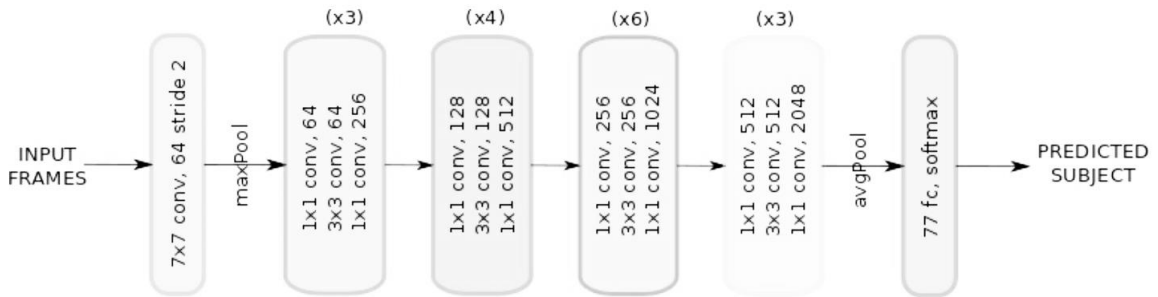 INPUT
FRAMES
7x7 conv, 64 stride 2
maxPool
(x3)
1x1 conv, 64
3x3 conv, 64
1x1 conv, 256
(x4)
1x1 conv, 128
3x3 conv, 128
1x1 conv, 512
(x6)
1x1 conv, 256
3x3 conv, 256
1x1 conv, 1024
(x3)
1x1 conv, 512
3x3 conv, 512
1x1 conv, 2048
avgPool
77 fc, softmax
PREDICTED
SUBJECT